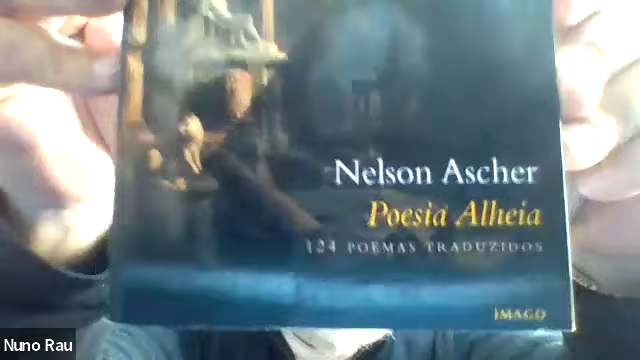 Nelson Ascher
Poesia Alheia
124 POEMAS TRADUZIDOS
IMAGO
Nuno Rau